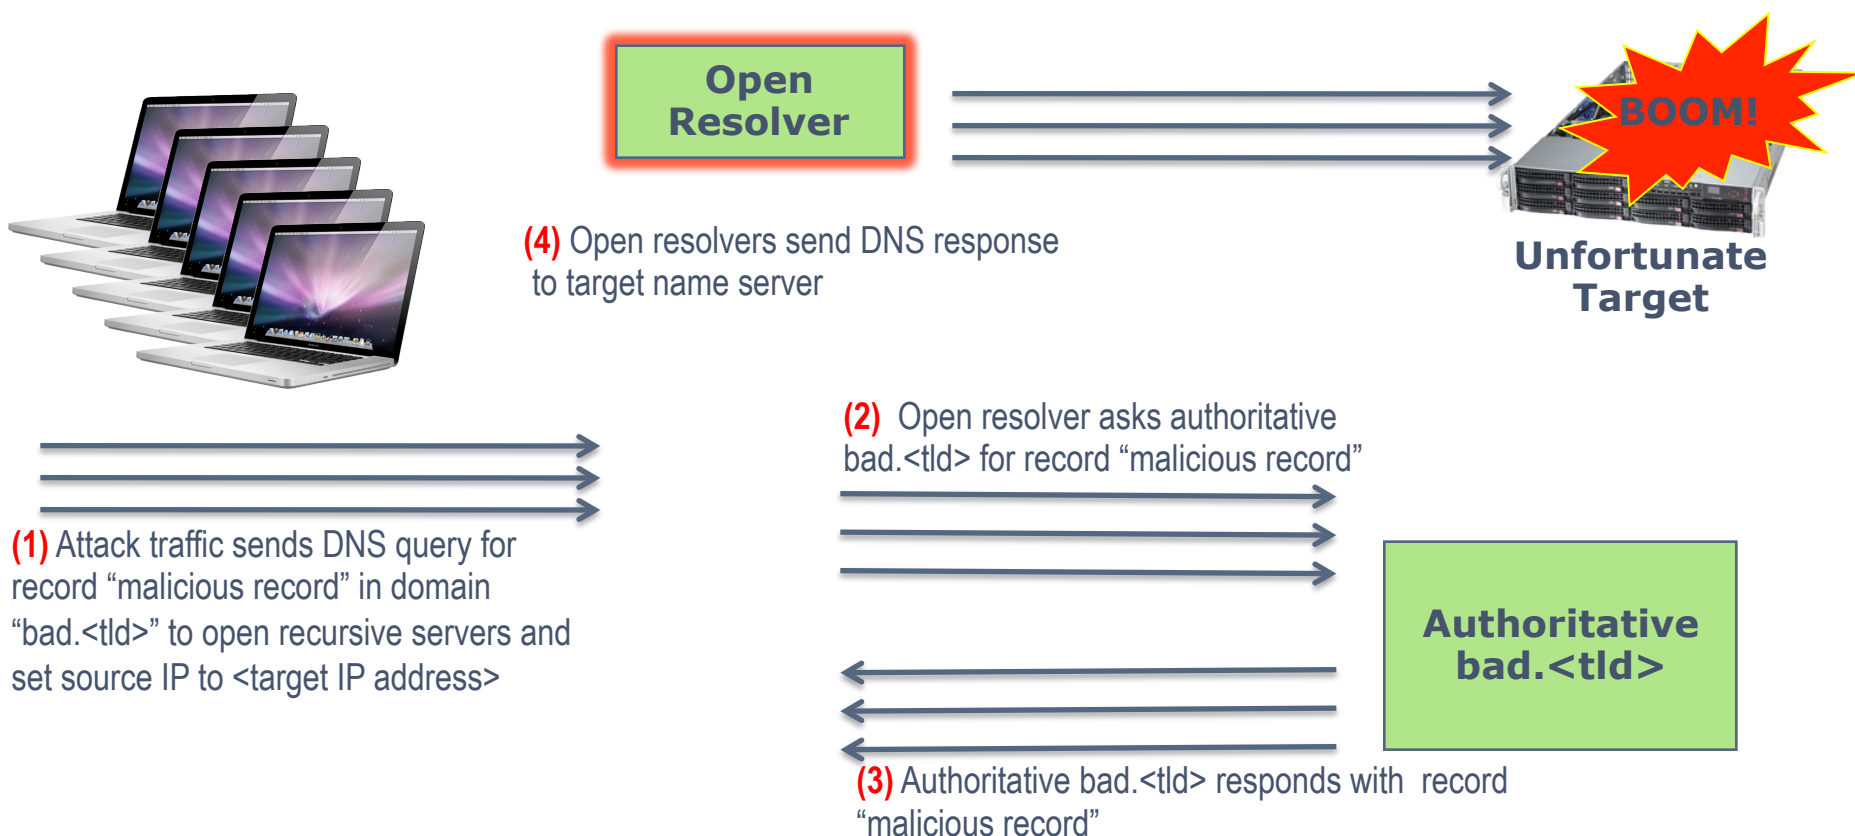 Open
Resolver
BOOM!
(4) Open resolvers send DNS response
to target name server
Unfortunate
Target
(2) Open resolver asks authoritative
bad.<tld> for record “malicious record”
(1) Attack traffic sends DNS query for
record “malicious record” in domain
“bad.<tld>” to open recursive servers and
set source IP to <target IP address>
Authoritative
bad.<tld>
(3) Authoritative bad.<tld> responds with record
“malicious record”